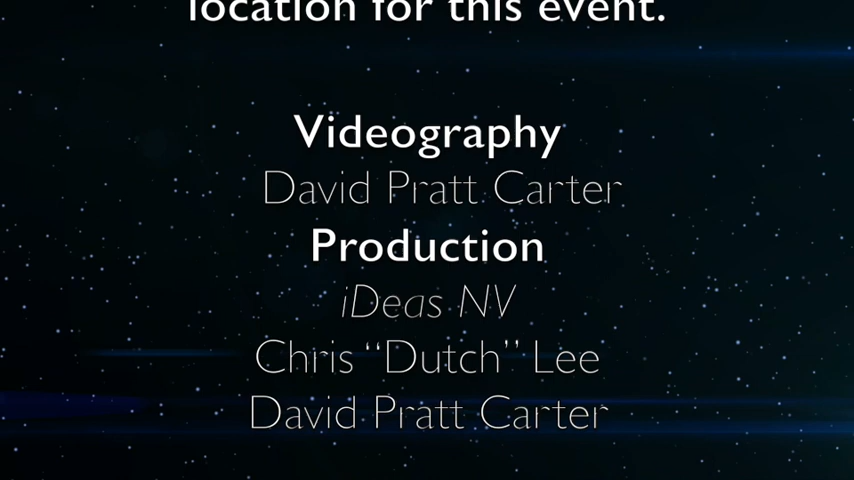 location for this event.
Videography
David Pratt Carter
Production
iDeas NV
Chris “Dutch” Lee
David Pratt Carter